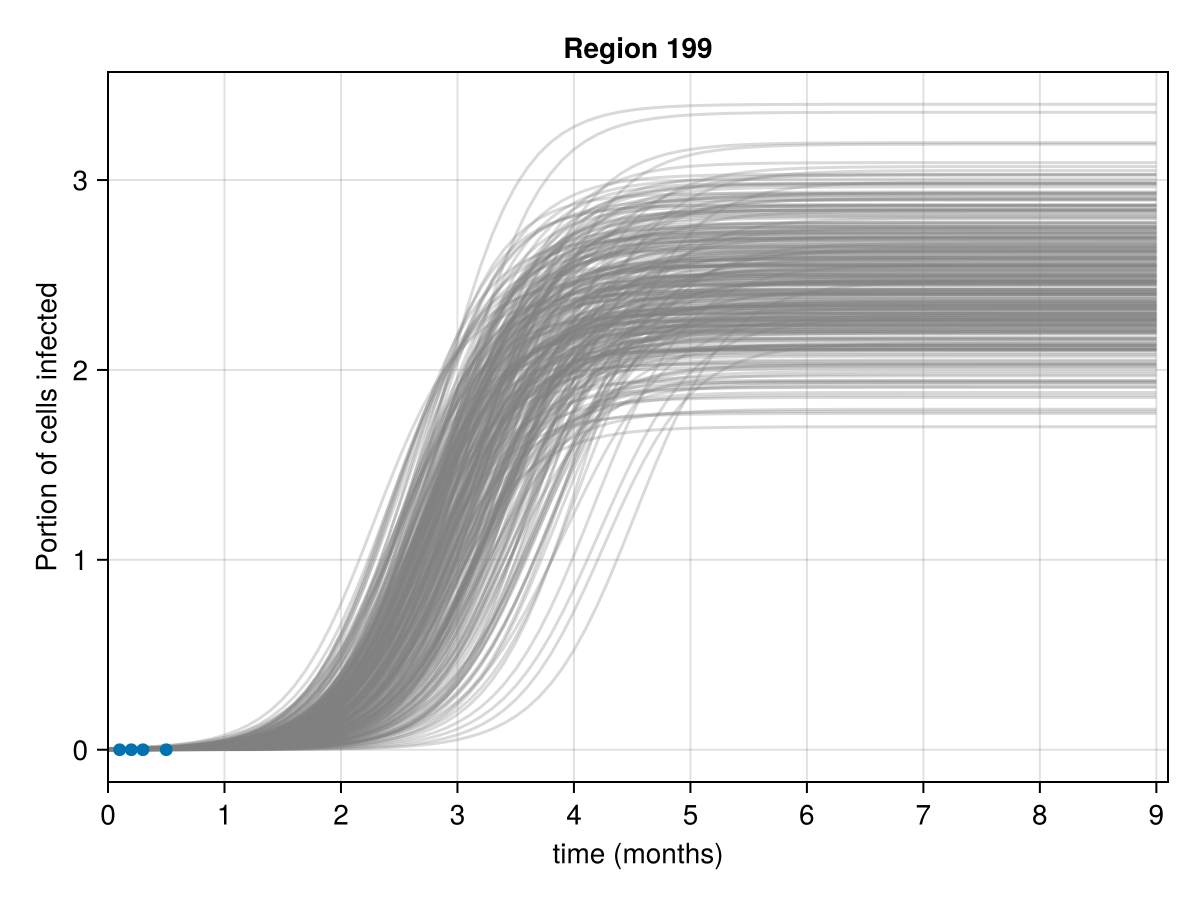 Region 199
Portion of cells infected
3
2
1
0
0 1 2 3 4 5 6 7 8 9
time (months)